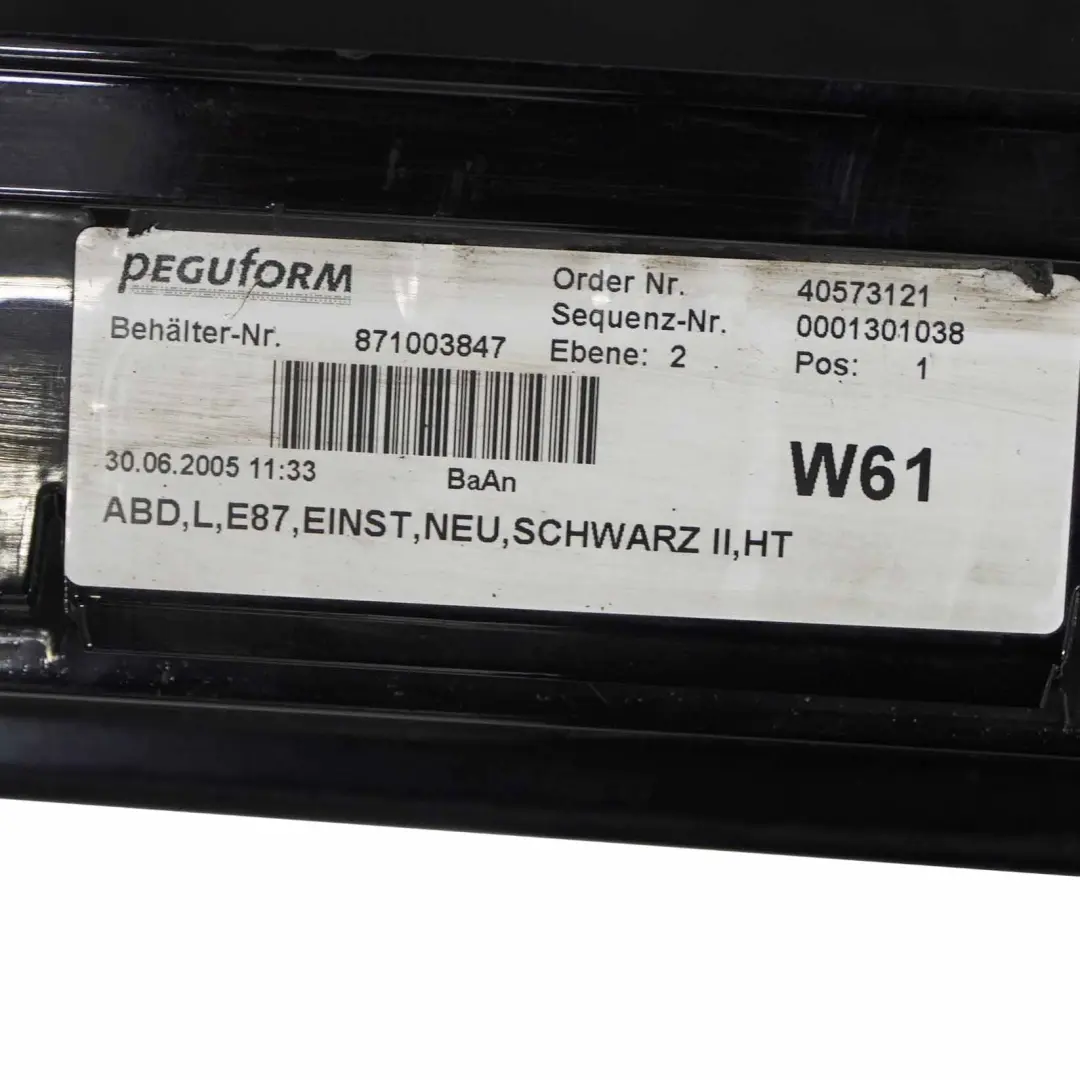 PEGUFORM
Order Nr. 40573121
Behälter-Nr. 871003847
Sequenz-Nr. 0001301038
Ebene: 2 Pos: 1
30.06.2005 11:33
BaAn
W61
ABD,L,E87,EINST,NEU,SCHWARZ II,HT